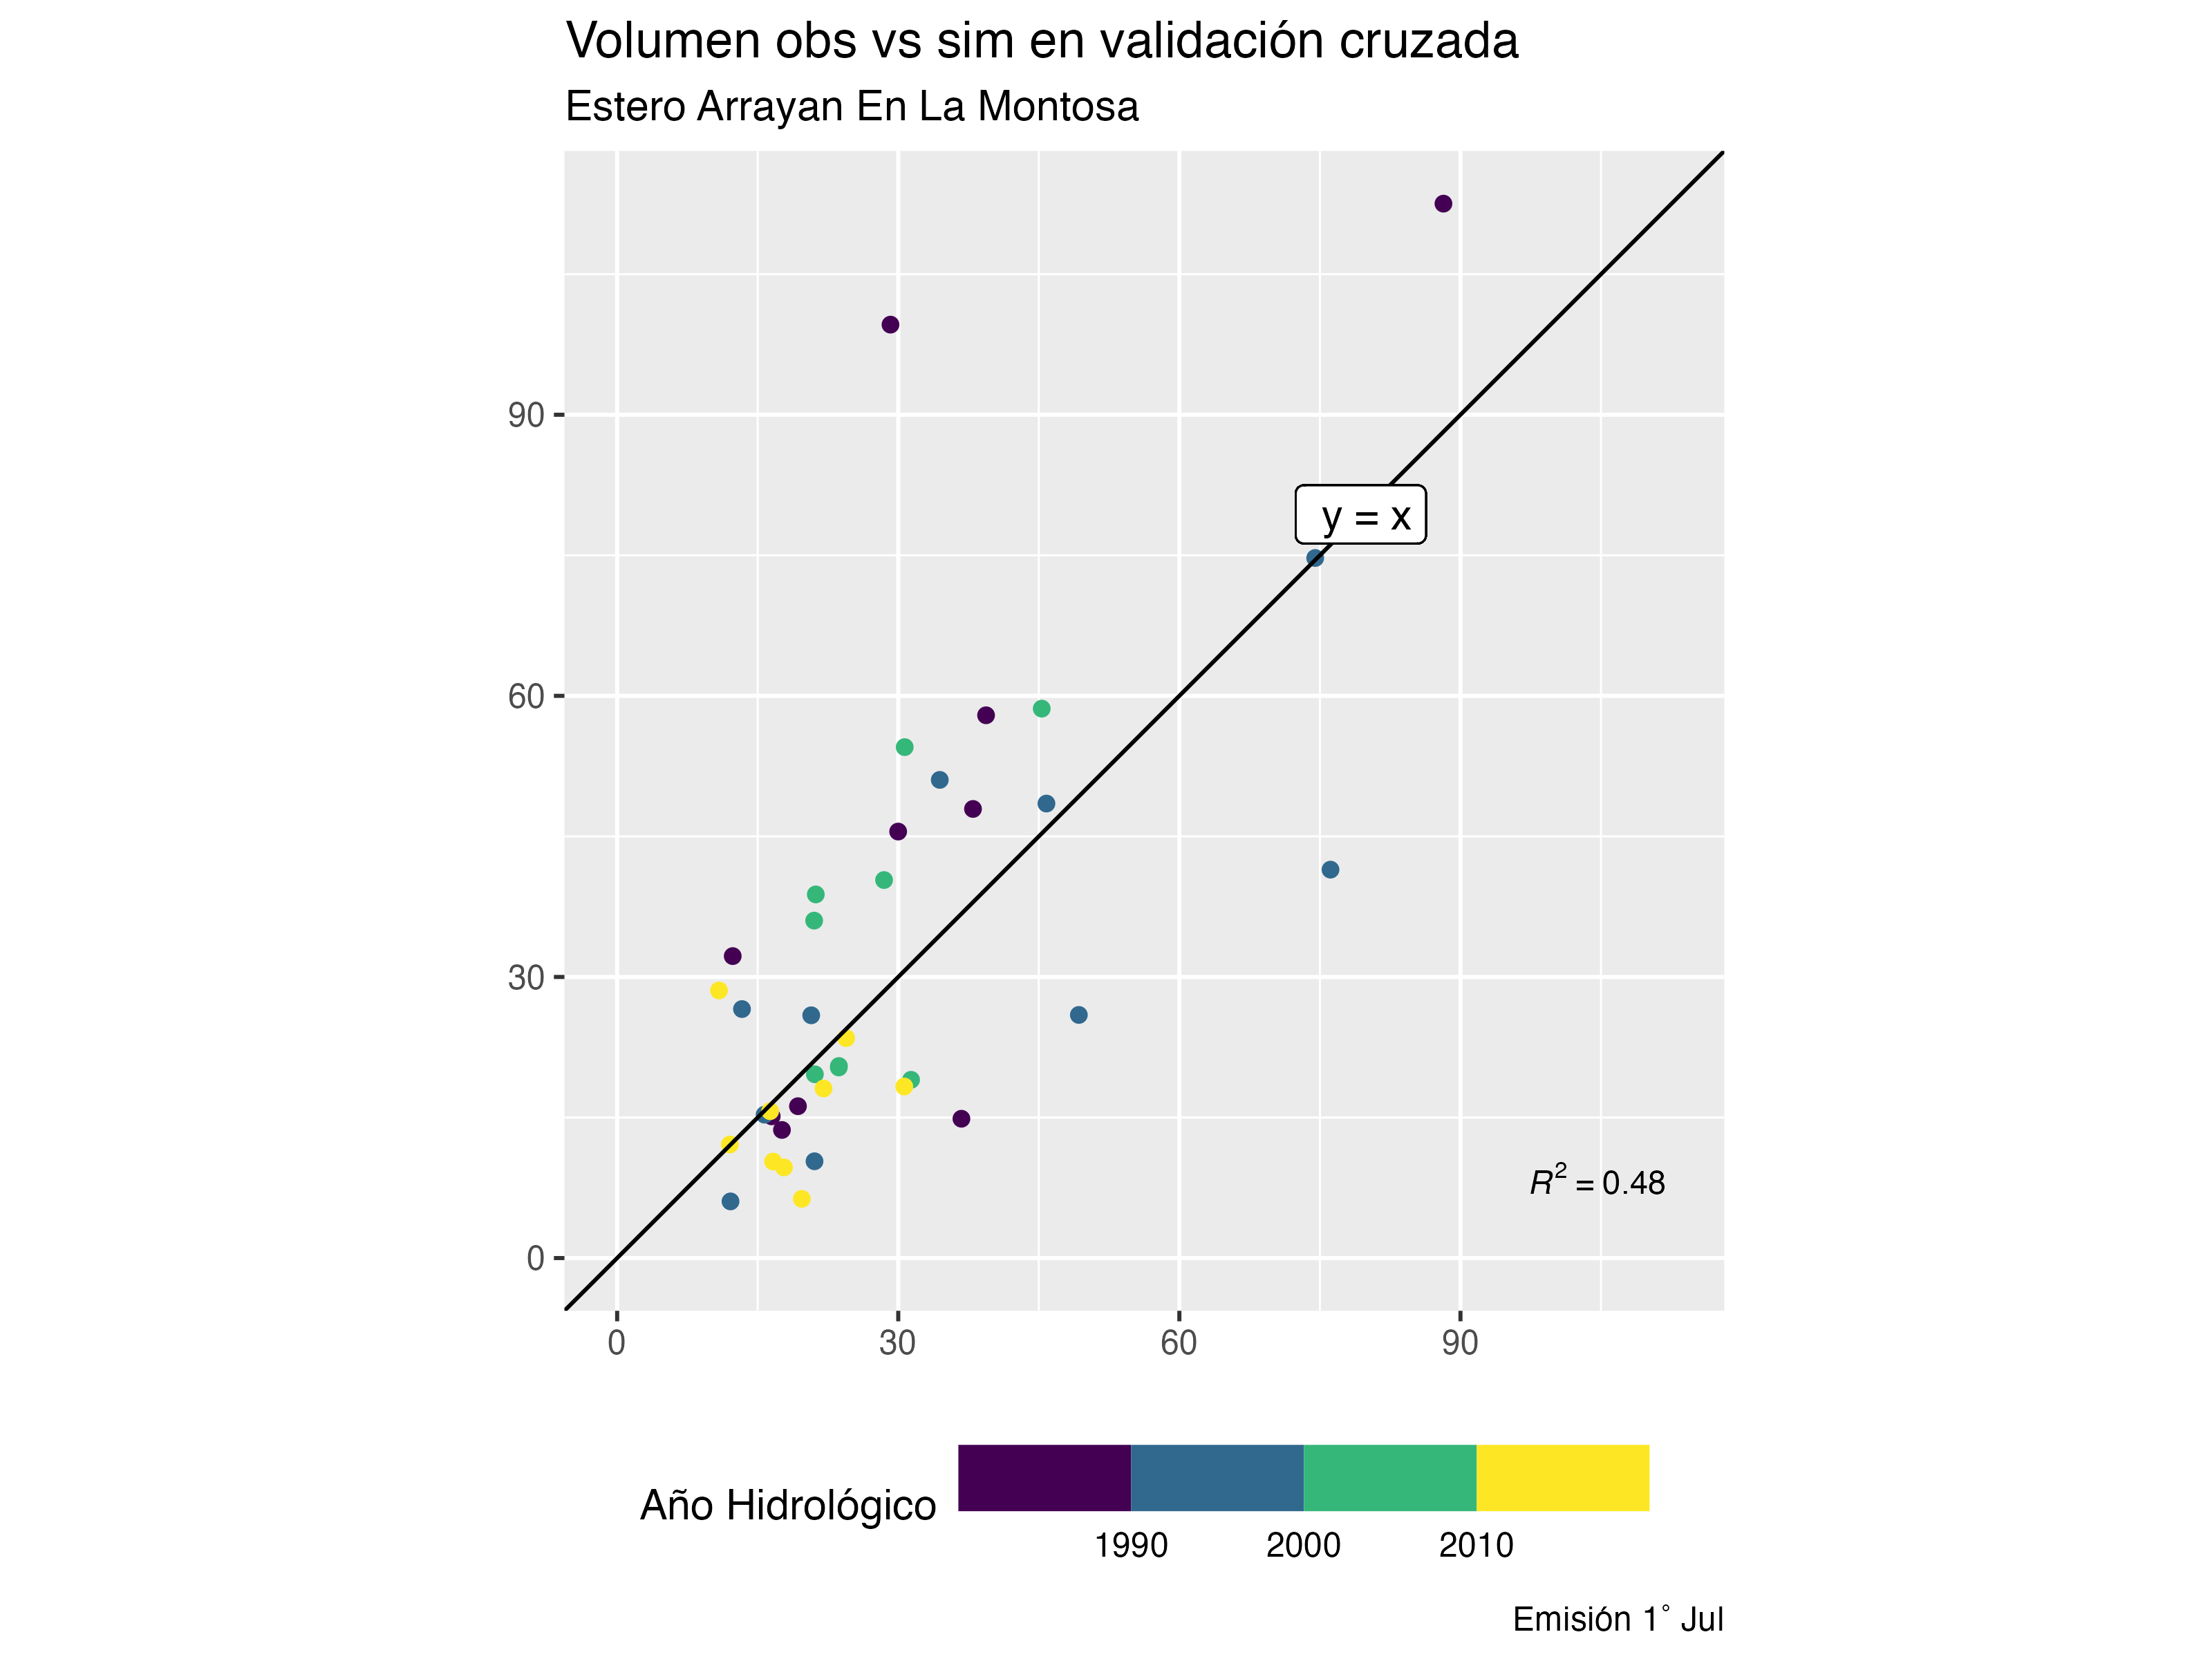 Volumen obs vs sim en validación cruzada
Estero Arrayan En La Montosa
90
60
30
0
y = x
R² = 0.48
0 30 60 90
Año Hidrológico
1990 2000 2010
Emisión 1° Jul